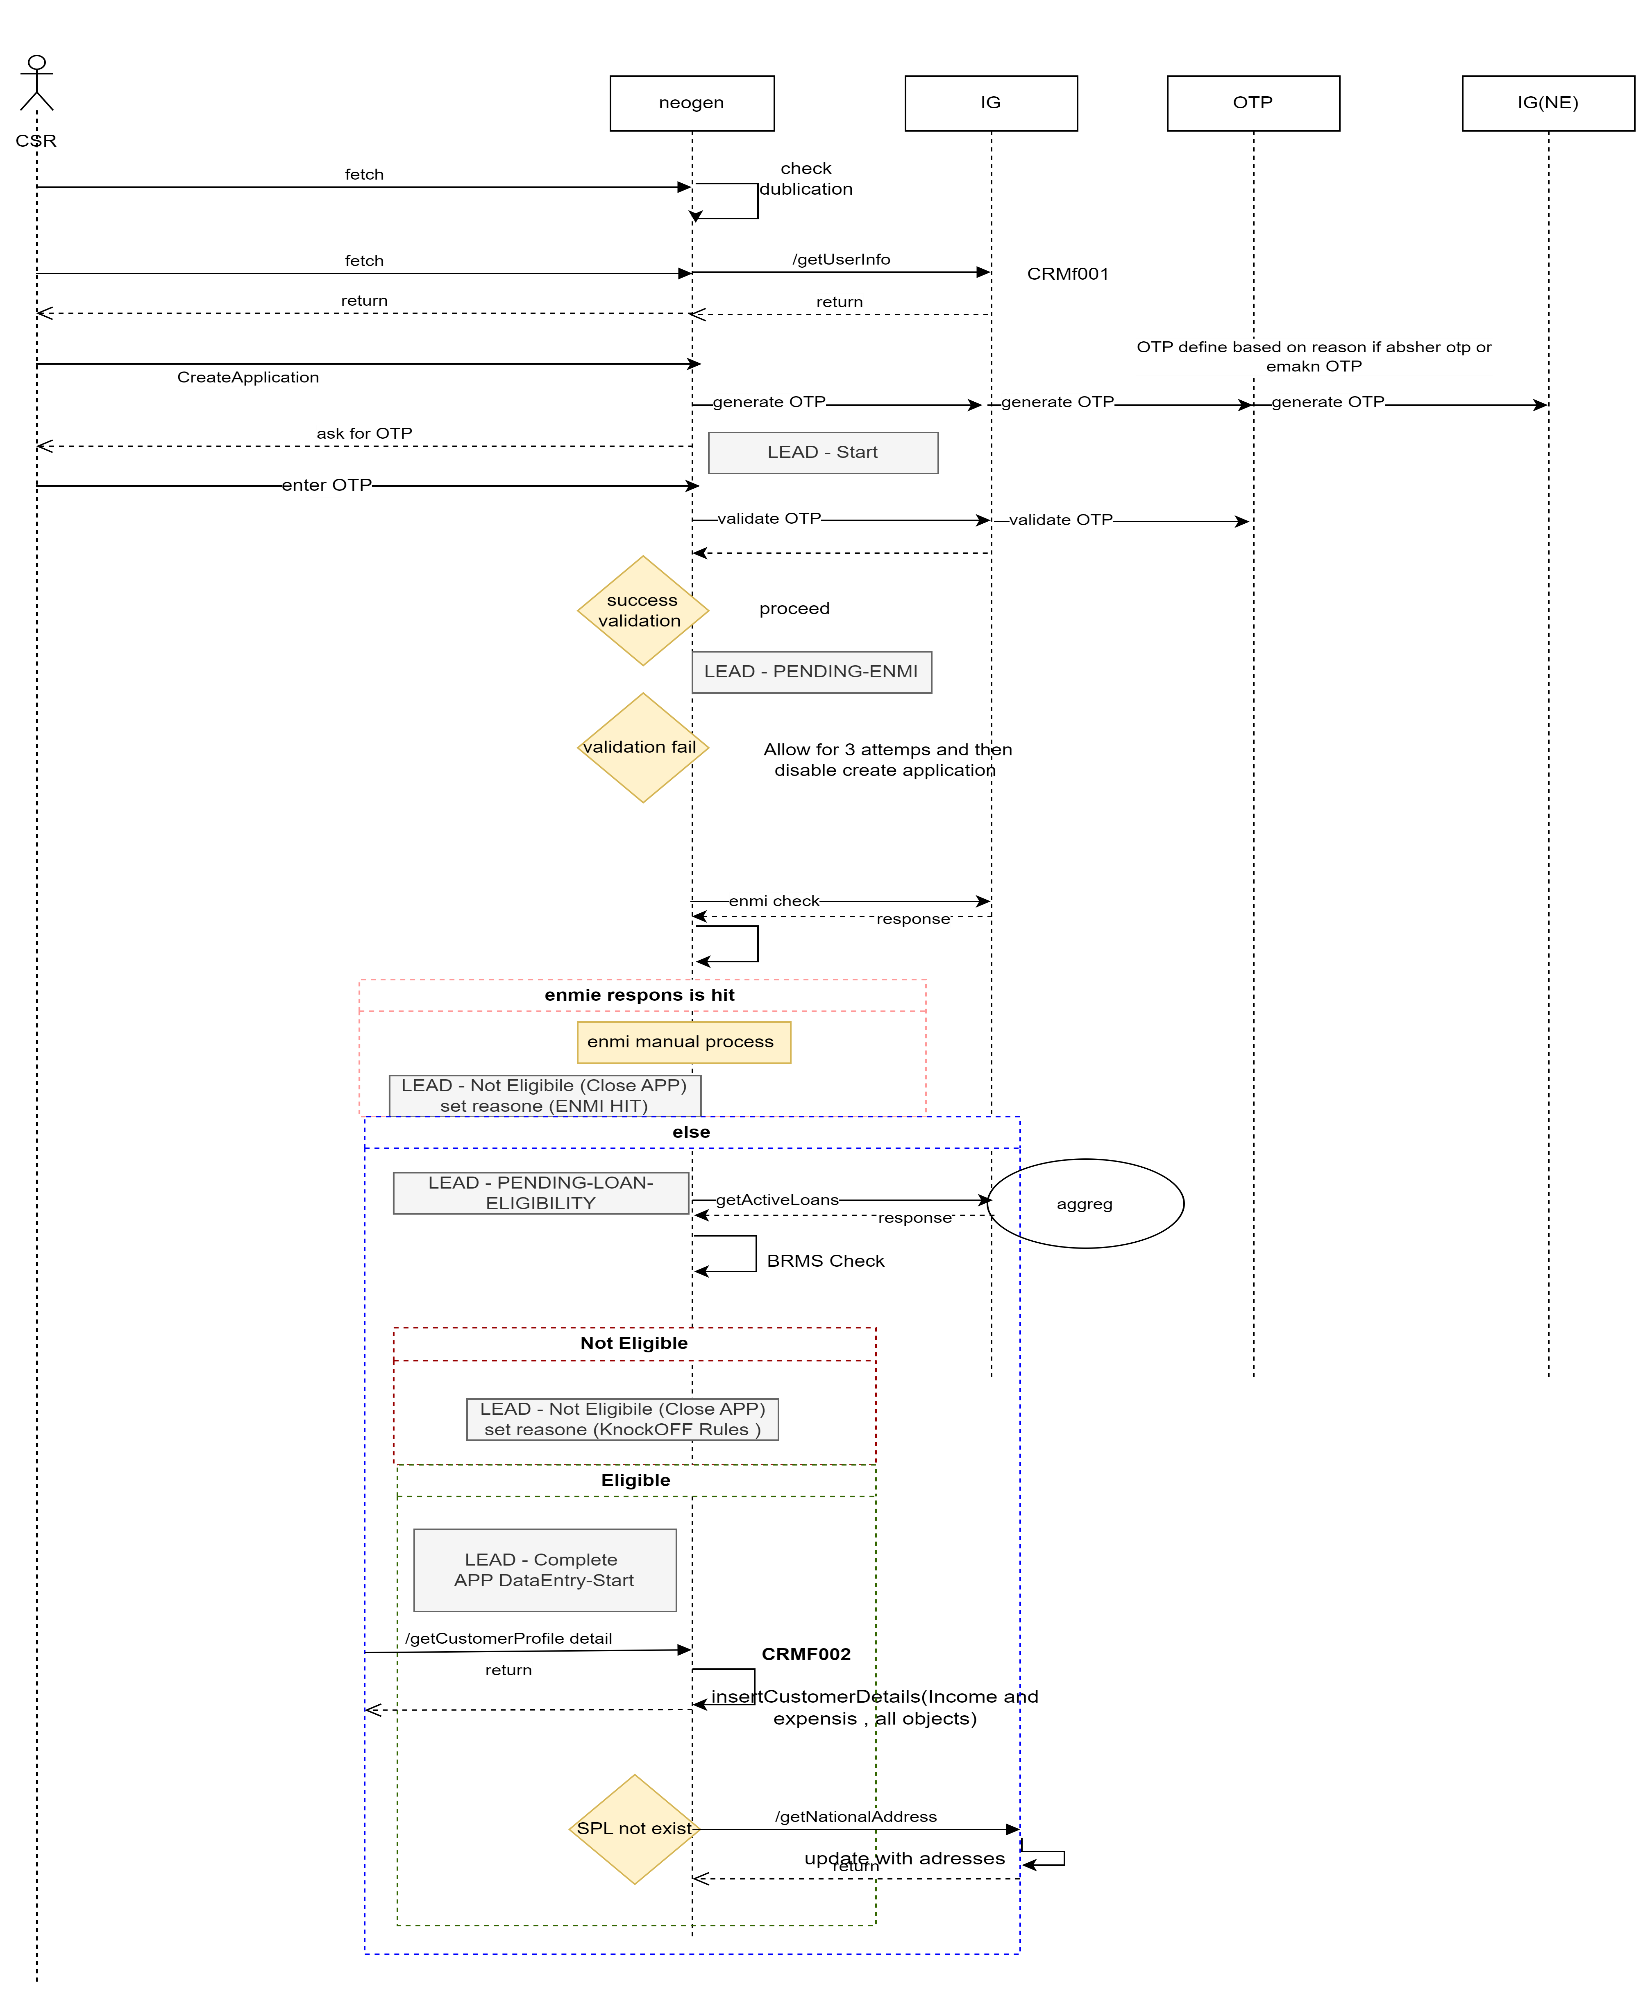 CSR
neogen
IG
OTP
IG(NE)
fetch
check
dublication
fetch
/getUserInfo
CRMf001
return
return
OTP define based on reason if absher otp or
emakn OTP
CreateApplication
generate OTP
generate OTP
generate OTP
ask for OTP
LEAD - Start
enter OTP
validate OTP
validate OTP
success
validation
proceed
LEAD - PENDING-ENMI
validation fail
Allow for 3 attemps and then
disable create application
enmi check
response
enmie respons is hit
enmi manual process
LEAD - Not Eligibile (Close APP)
set reasone (ENMI HIT)
else
LEAD - PENDING-LOAN-
ELIGIBILITY
getActiveLoans
response
aggreg
BRMS Check
Not Eligible
LEAD - Not Eligibile (Close APP)
set reasone (KnockOFF Rules )
Eligible
LEAD - Complete
APP DataEntry-Start
/getCustomerProfile detail
CRMF002
return
insertCustomerDetails(Income and
expensis , all objects)
SPL not exist
/getNationalAddress
update with adresses
return